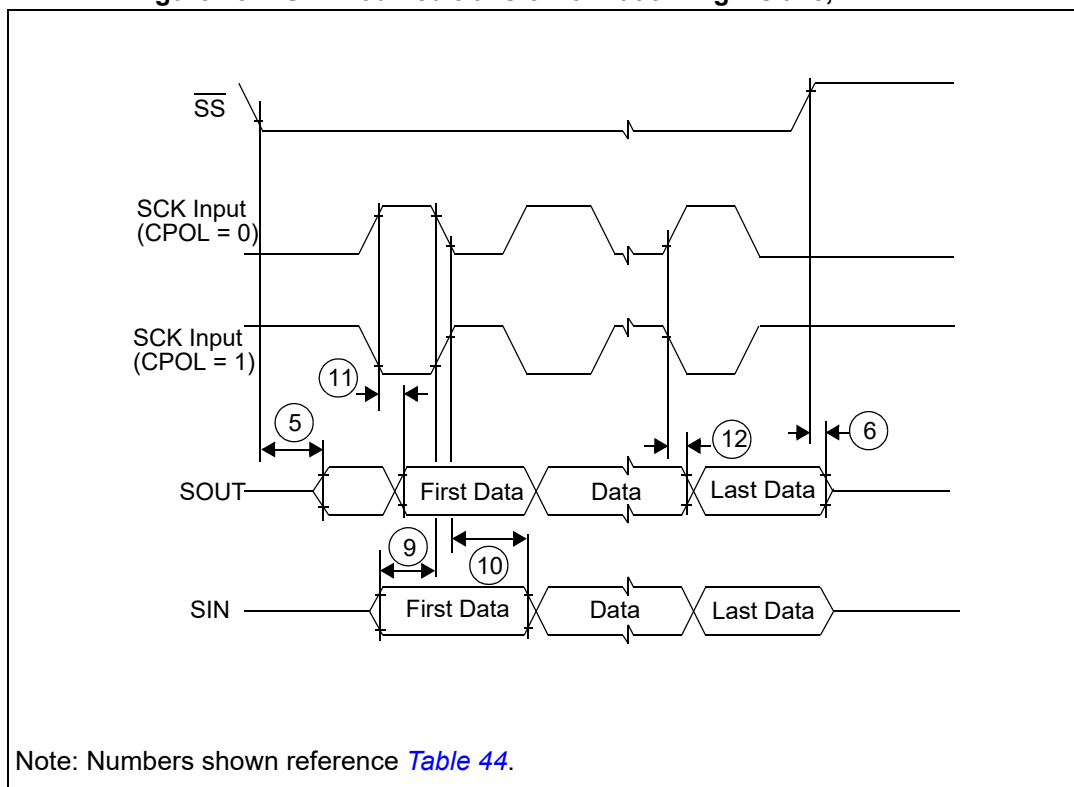 SS
SCK Input
(CPOL = 0)
SCK Input
(CPOL = 1)
11
5
12
6
SOUT
First Data
Data
Last Data
9
10
SIN
First Data
Data
Last Data
Note: Numbers shown reference Table 44.